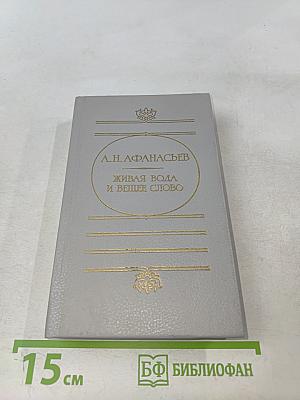 А.Н. АФАНАСЬЕВ
ЖИВАЯ ВОДА
И ВЕЩЕЕ СЛОВО
15 см
БФ БИБЛИОФАН